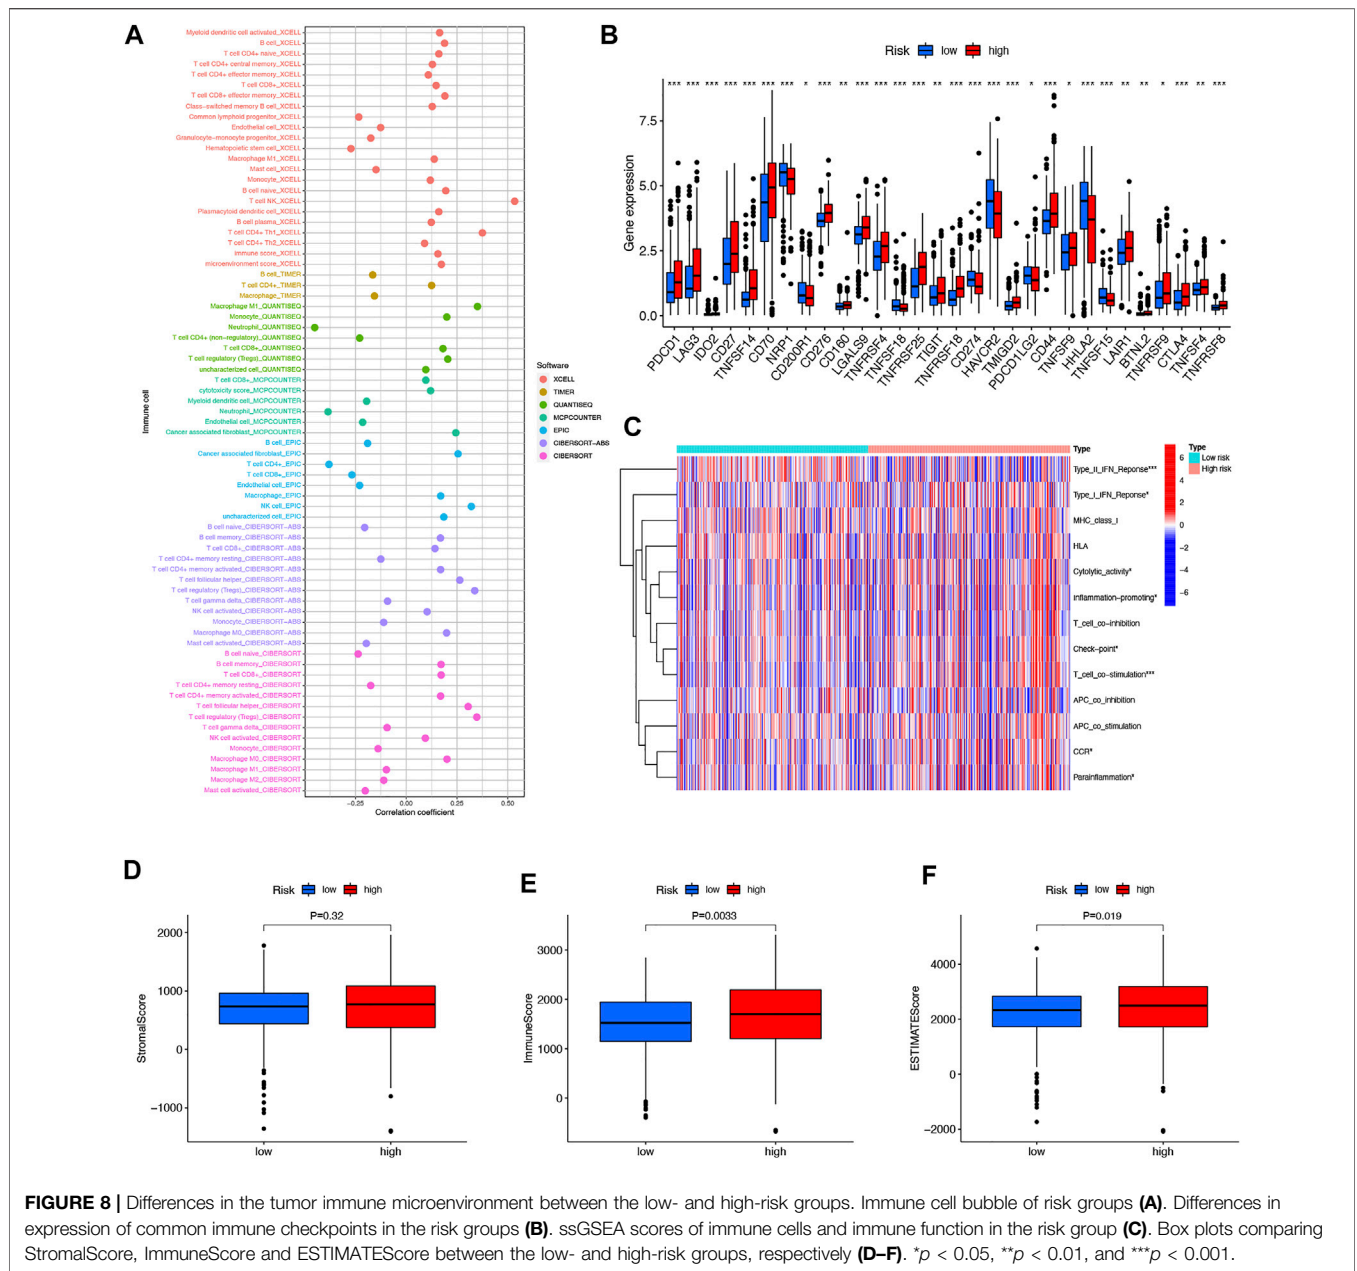 A
Myeloid dendritic cell activated_XCELL
B cell_XCELL
T cell CD4+ naive_XCELL
T cell CD4+ central memory_XCELL
T cell CD4+ effector memory_XCELL
T cell CD8+_XCELL
T cell CD8+ effector memory_XCELL
Class-switched memory B cell_XCELL
Common lymphoid progenitor_XCELL
Endothelial cell_XCELL
Granulocyte-monocyte progenitor_XCELL
Hematopoietic stem cell_XCELL
Macrophage M1_XCELL
Mast cell_XCELL
Monocyte_XCELL
B cell naive_XCELL
T cell NK_XCELL
Plasmacytoid dendritic cell_XCELL
B cell plasma_XCELL
T cell CD4+ Th1_XCELL
T cell CD4+ Th2_XCELL
immune score_XCELL
microenvironment score_XCELL
B cell_TIMER
T cell CD4+_TIMER
Macrophage_TIMER
Macrophage M1_QUANTISEQ
Monocyte_QUANTISEQ
Neutrophil_QUANTISEQ
T cell CD4+ (non-regulatory)_QUANTISEQ
T cell CD8+_QUANTISEQ
T cell regulatory (Tregs)_QUANTISEQ
uncharacterized cell_QUANTISEQ
T cell CD8+_MCPCOUNTER
cytotoxicity score_MCPCOUNTER
Myeloid dendritic cell_MCPCOUNTER
Neutrophil_MCPCOUNTER
Endothelial cell_MCPCOUNTER
Cancer associated fibroblast_MCPCOUNTER
B cell_EPIC
Cancer associated fibroblast_EPIC
T cell CD4+_EPIC
T cell CD8+_EPIC
Endothelial cell_EPIC
Macrophage_EPIC
NK cell_EPIC
uncharacterized cell_EPIC
B cell naive_CIBERSORT-ABS
B cell memory_CIBERSORT-ABS
T cell CD8+_CIBERSORT-ABS
T cell CD4+ memory resting_CIBERSORT-ABS
T cell CD4+ memory activated_CIBERSORT-ABS
T cell follicular helper_CIBERSORT-ABS
T cell regulatory (Tregs)_CIBERSORT-ABS
T cell gamma delta_CIBERSORT-ABS
NK cell activated_CIBERSORT-ABS
Monocyte_CIBERSORT-ABS
Macrophage M0_CIBERSORT-ABS
Mast cell activated_CIBERSORT-ABS
B cell naive_CIBERSORT
B cell memory_CIBERSORT
T cell CD8+_CIBERSORT
T cell CD4+ memory resting_CIBERSORT
T cell CD4+ memory activated_CIBERSORT
T cell follicular helper_CIBERSORT
T cell regulatory (Tregs)_CIBERSORT
T cell gamma delta_CIBERSORT
NK cell activated_CIBERSORT
Monocyte_CIBERSORT
Macrophage M0_CIBERSORT
Macrophage M1_CIBERSORT
Macrophage M2_CIBERSORT
Mast cell activated_CIBERSORT
Immune cell
-0.25 0.00 0.25 0.50
Correlation coefficient
Software
XCELL
TIMER
QUANTISEQ
MCPCOUNTER
EPIC
CIBERSORT-ABS
CIBERSORT
B
Risk low high
*** *** *** *** *** *** *** * *** * *** *** *** *** ** *** *** *** *** * *** * * *** *** ** * *** ** ***
Gene expression
7.5
5.0
2.5
0.0
PDCD1 LAG3 IDO2 CD27 TNFSF14 CD70 NRP1 CD200R1 CD276 CD160 LGALS9 TNFRSF4 TNFSF18 TNFRSF25 TIGIT TNFRSF18 CD274 HAVCR2 TMIGD2 PDCD1LG2 CD44 TNFSF9 HHLA2 TNFSF15 LAIR1 BTNL2 TNFRSF9 CTLA4 TNFSF4 TNFRSF8
C
Type
Type_II_IFN_Reponse***
Type_I_IFN_Reponse*
MHC_class_I
HLA
Cytolytic_activity*
Inflammation-promoting*
T_cell_co-inhibition
Check-point*
T_cell_co-stimulation***
APC_co_inhibition
APC_co_stimulation
CCR*
Parainflammation*
6
4
2
0
-2
-4
-6
Type
Low risk
High risk
D
Risk low high
P=0.32
StromalScore
2000
1000
0
-1000
low high
E
Risk low high
P=0.0033
ImmuneScore
3000
2000
1000
0
low high
F
Risk low high
P=0.019
ESTIMATEScore
4000
2000
0
-2000
low high
FIGURE 8 | Differences in the tumor immune microenvironment between the low- and high-risk groups. Immune cell bubble of risk groups (A). Differences in
expression of common immune checkpoints in the risk groups (B). ssGSEA scores of immune cells and immune function in the risk group (C). Box plots comparing
StromalScore, ImmuneScore and ESTIMATEScore between the low- and high-risk groups, respectively (D–F). *p < 0.05, **p < 0.01, and ***p < 0.001.